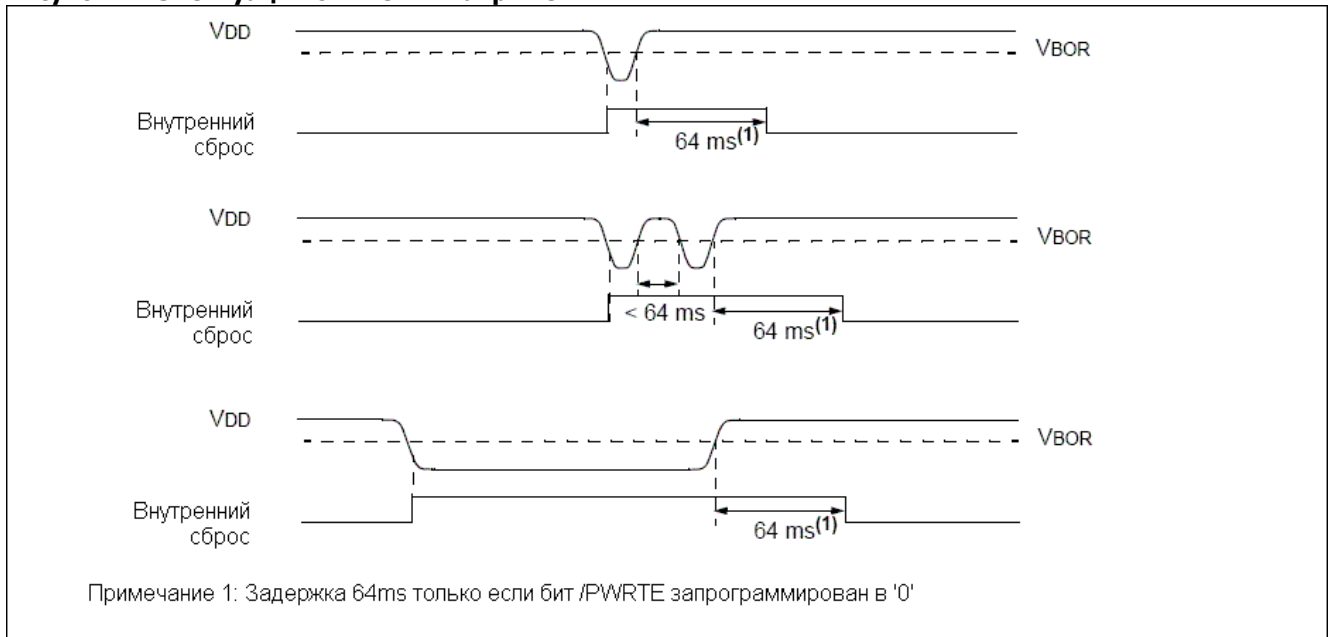 VDD
VBOR
Внутренний
сброс
64 ms(1)
VDD
VBOR
Внутренний
сброс
< 64 ms
64 ms(1)
VDD
VBOR
Внутренний
сброс
64 ms(1)
Примечание 1: Задержка 64ms только если бит /PWRTE запрограммирован в '0'